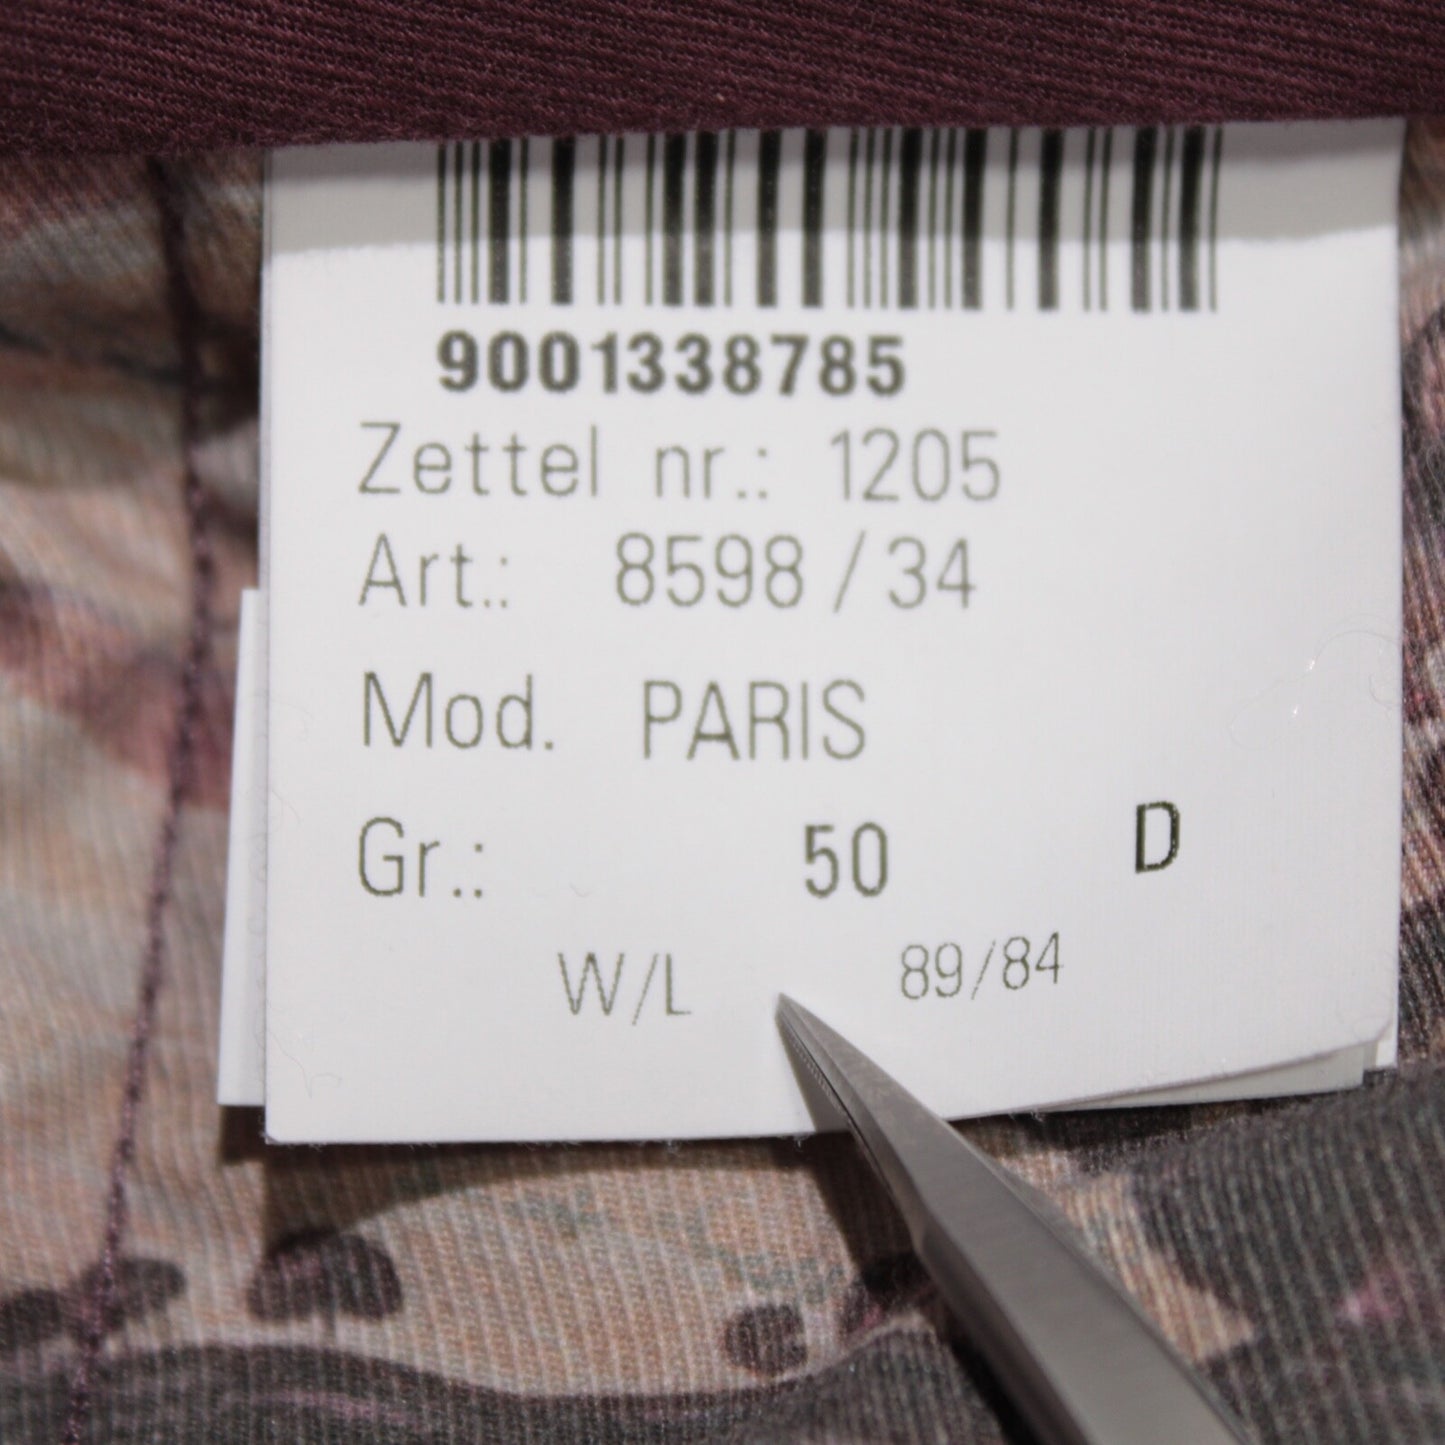 9001338785
Zettel nr.: 1205
Art.: 8598 / 34
Mod. PARIS
Gr.: 50 D
W/L 89/84